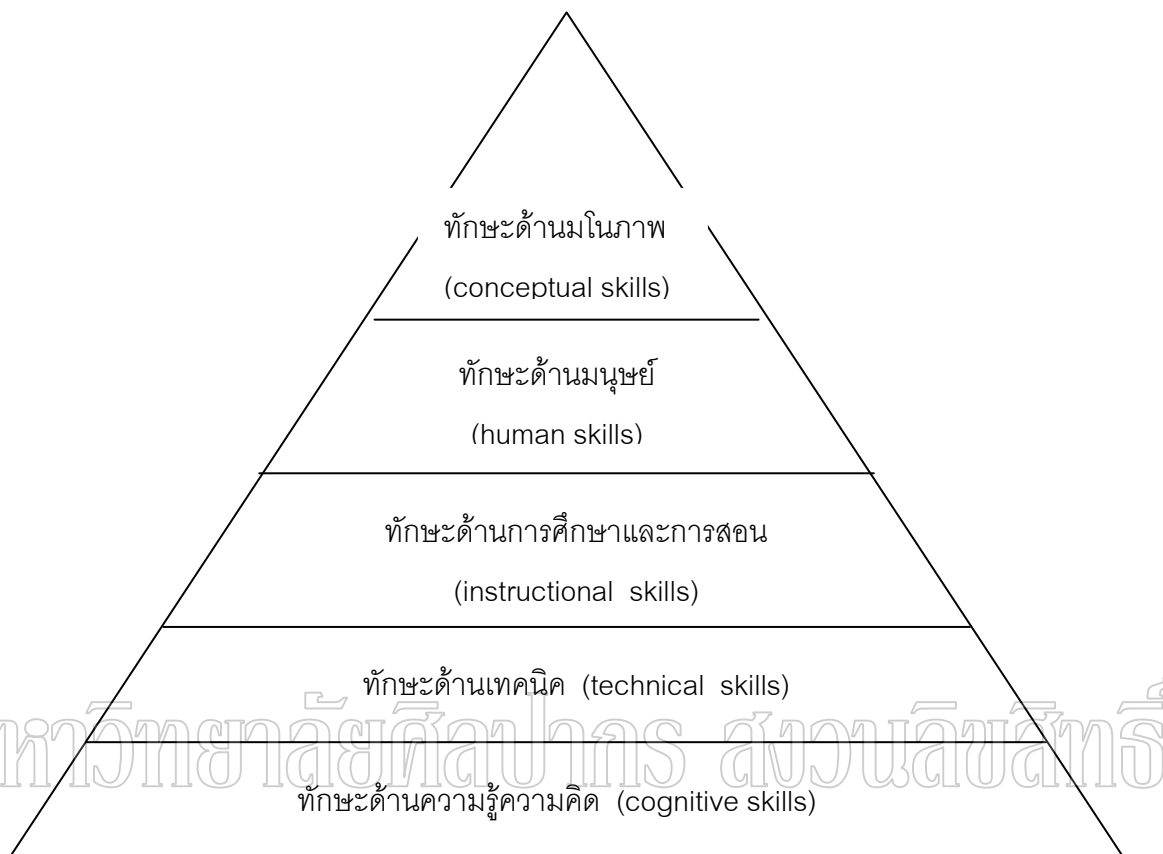 ทักษะด้านมโนภาพ
(conceptual skills)
ทักษะด้านมนุษย์
(human skills)
ทักษะด้านการศึกษาและการสอน
(instructional skills)
ทักษะด้านเทคนิค (technical skills)
มหาวิทยาลัยศิลปากร สงวนลิขสิทธิ์
ทักษะด้านความรู้ความคิด (cognitive skills)